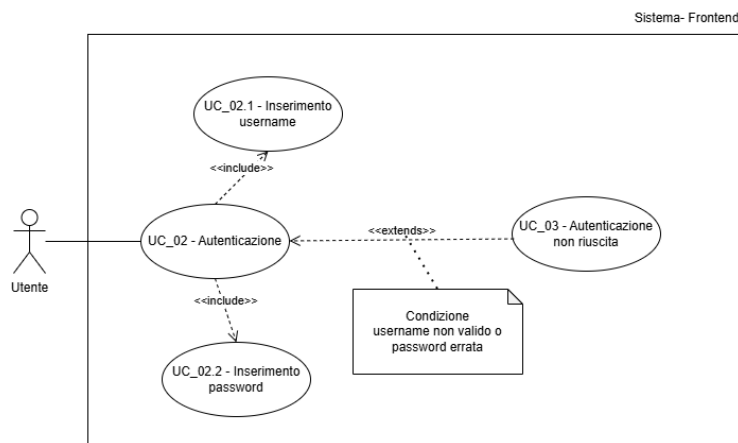 Sistema- Frontend
UC_02.1 - Inserimento
username
<<include>>
UC_02 - Autenticazione
<<extends>>
UC_03 - Autenticazione
non riuscita
Utente
<<include>>
Condizione
username non valido o
password errata
UC_02.2 - Inserimento
password